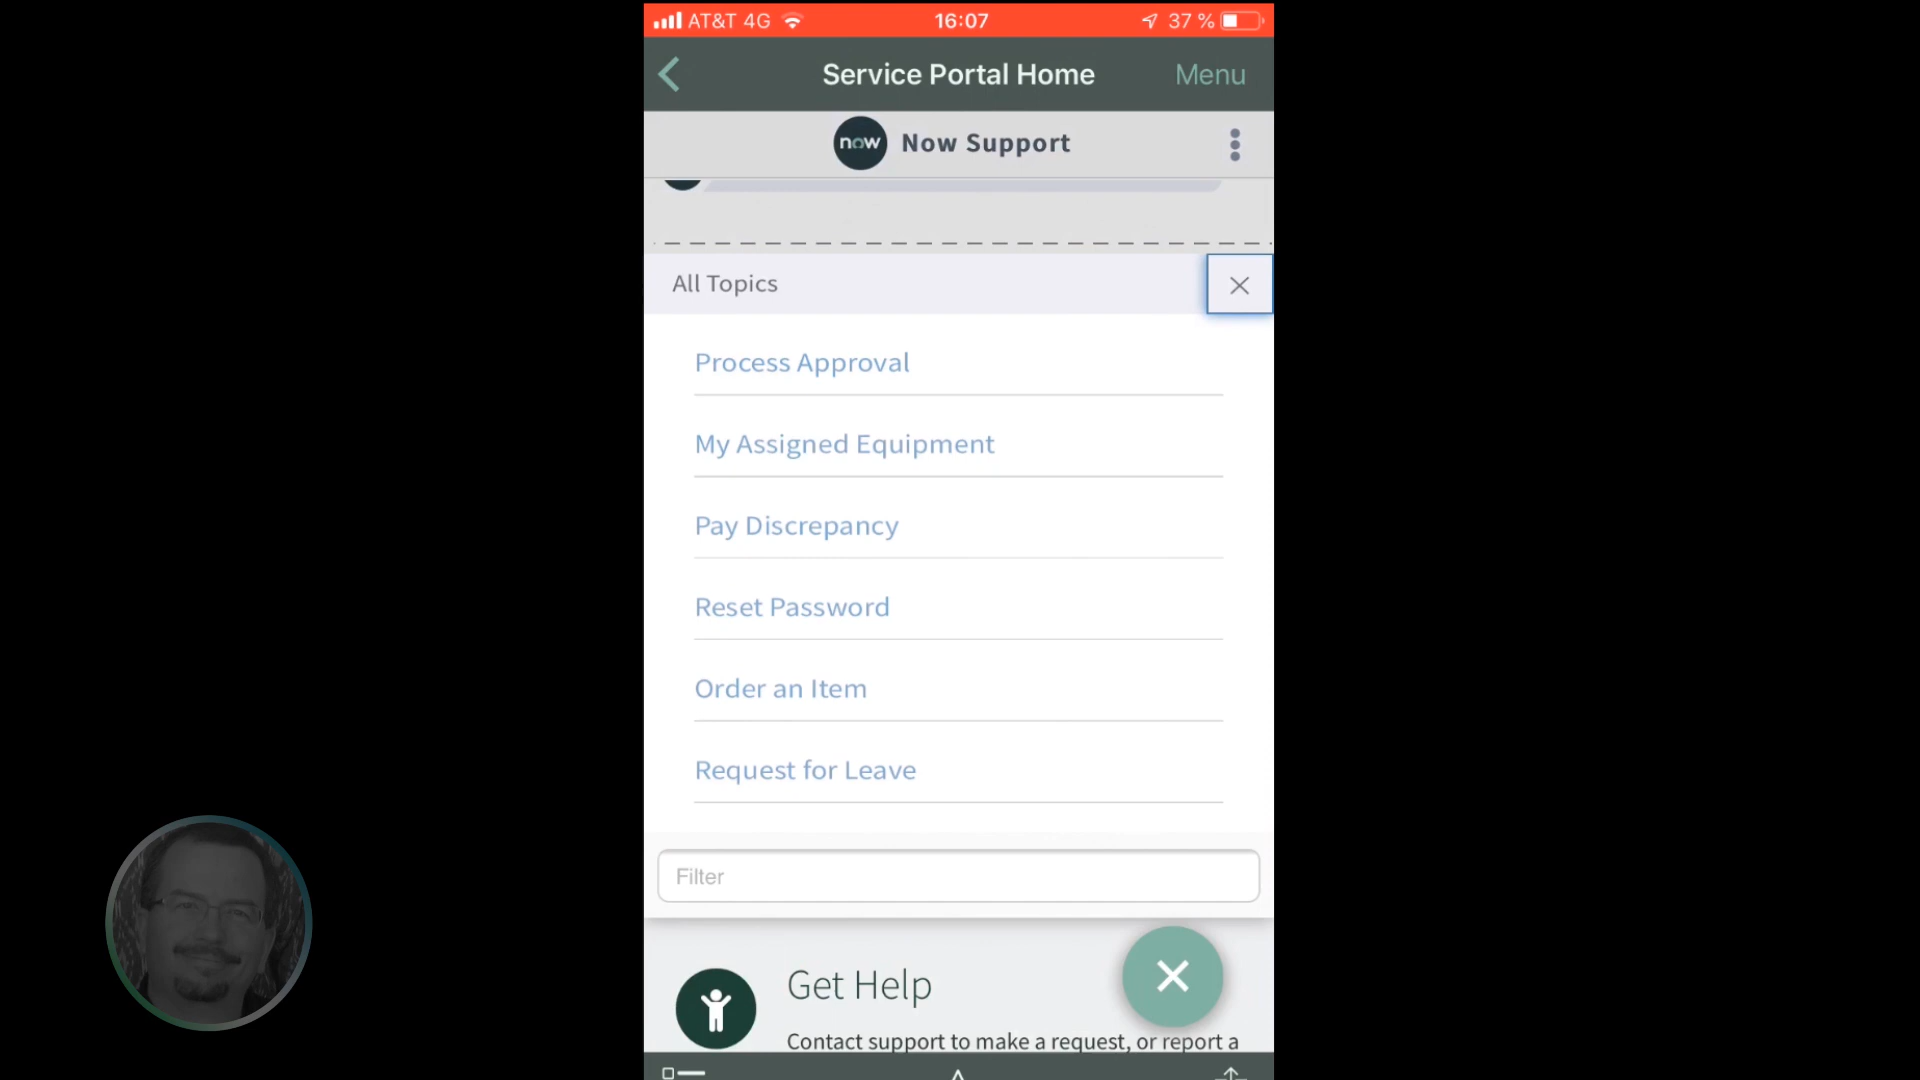 AT&T 4G 16:07 37 %
Service Portal Home Menu
now Now Support
All Topics
Process Approval
My Assigned Equipment
Pay Discrepancy
Reset Password
Order an Item
Request for Leave
Filter
Get Help
Contact support to make a request, or report a